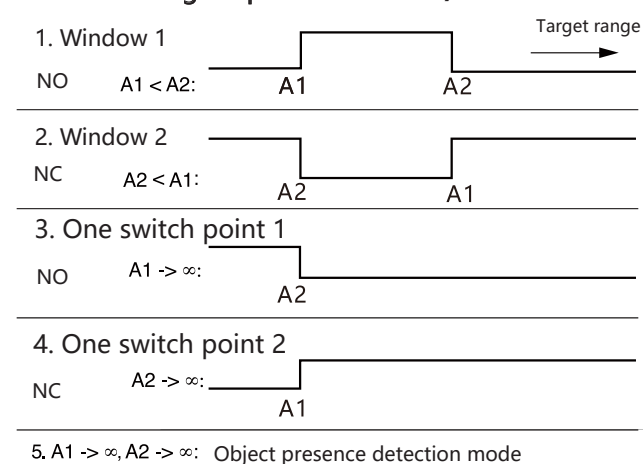 Target range
1. Window 1
NO A1 < A2: A1 A2
2. Window 2
NC A2 < A1: A2 A1
3. One switch point 1
NO A1 -> ∞: A2
4. One switch point 2
NC A2 -> ∞: A1
5. A1 -> ∞, A2 -> ∞: Object presence detection mode